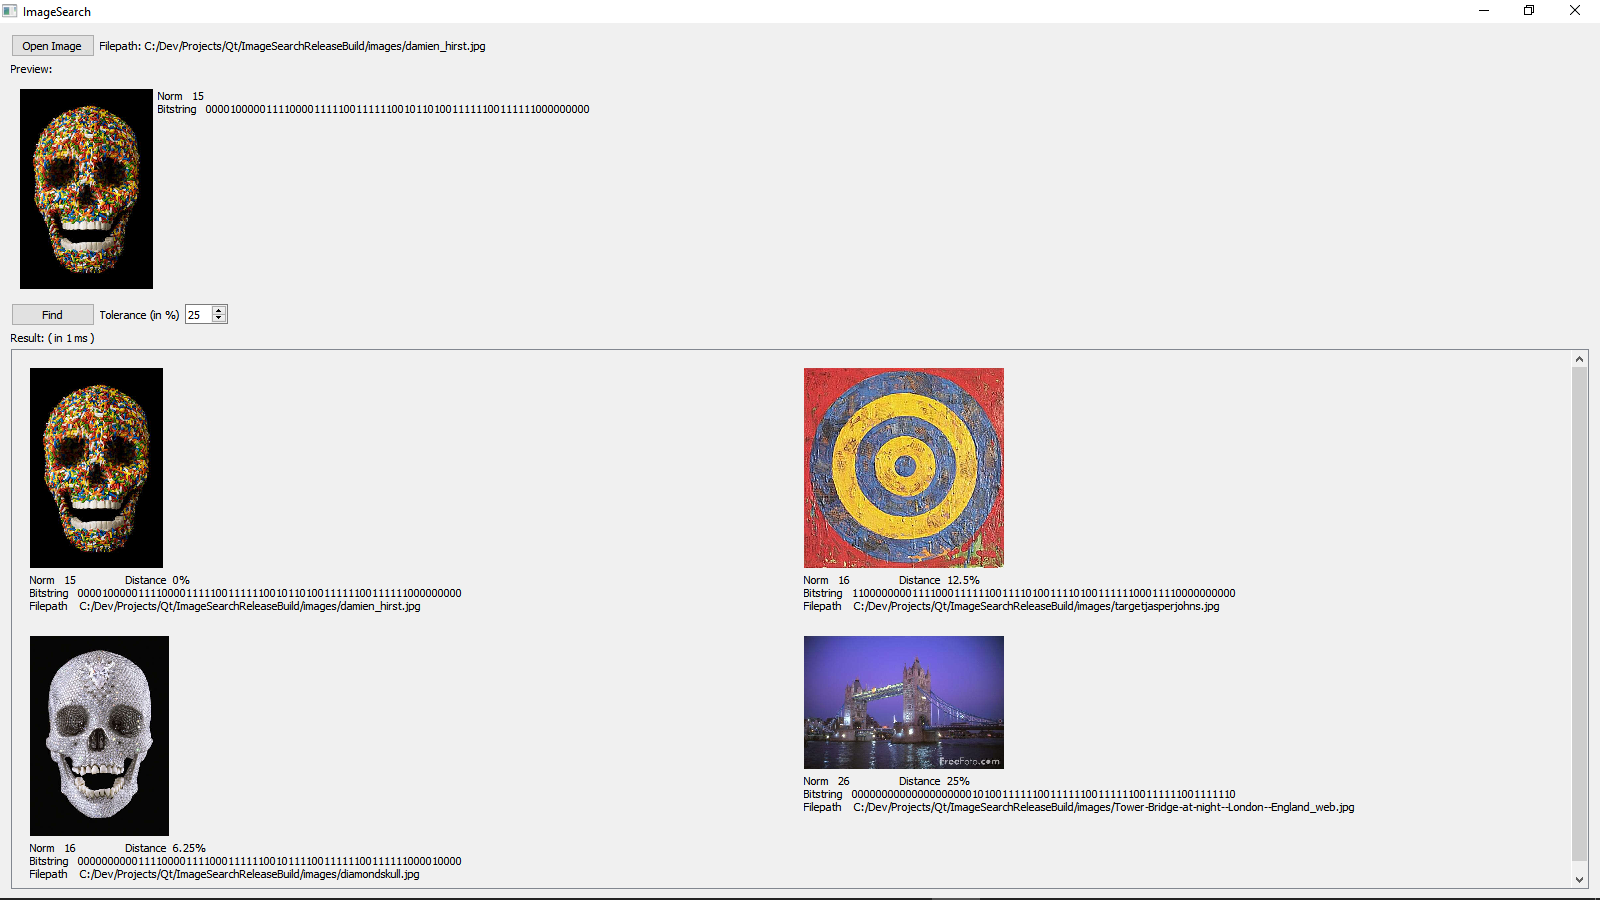 ImageSearch
Open Image Filepath: C:/Dev/Projects/Qt/ImageSearchReleaseBuild/images/damien_hirst.jpg
Preview:
Norm 15
Bitstring 0000100000111100001111100111111001011010011111100111111000000000
Find Tolerance (in %) 25
Result: ( in 1 ms )
Norm 15 Distance 0%
Bitstring 0000100000111100001111100111111001011010011111100111111000000000
Filepath C:/Dev/Projects/Qt/ImageSearchReleaseBuild/images/damien_hirst.jpg
Norm 16 Distance 12.5%
Bitstring 1100000000111100011111100111101001111010011111100011110000000000
Filepath C:/Dev/Projects/Qt/ImageSearchReleaseBuild/images/targetjasperjohns.jpg
Norm 16 Distance 6.25%
Bitstring 0000000000111100001111000111111001011110011111100111111000010000
Filepath C:/Dev/Projects/Qt/ImageSearchReleaseBuild/images/diamondskull.jpg
FreeFoto.com
Norm 26 Distance 25%
Bitstring 0000000000000000000010100111111001111110011111100111111001111110
Filepath C:/Dev/Projects/Qt/ImageSearchReleaseBuild/images/Tower-Bridge-at-night--London--England_web.jpg